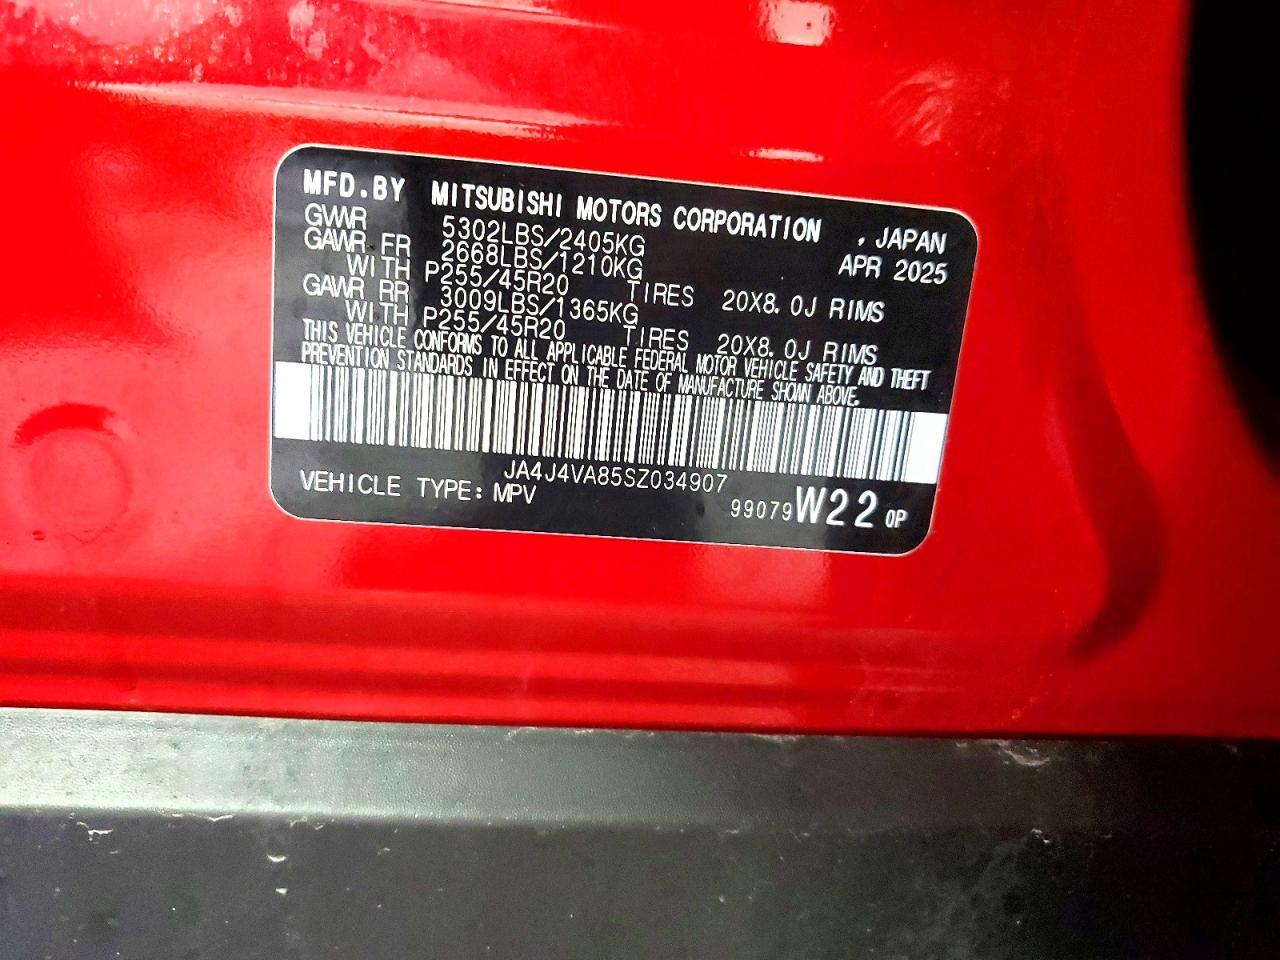 MFD.BY MITSUBISHI MOTORS CORPORATION , JAPAN
GVWR 5302LBS/2405KG APR 2025
GAWR FR 2668LBS/1210KG
WITH P255/45R20 TIRES 20X8.0J RIMS
GAWR RR 3009LBS/1365KG
WITH P255/45R20 TIRES 20X8.0J RIMS
THIS VEHICLE CONFORMS TO ALL APPLICABLE FEDERAL MOTOR VEHICLE SAFETY AND THEFT
PREVENTION STANDARDS IN EFFECT ON THE DATE OF MANUFACTURE SHOWN ABOVE.
JA4J4VA85SZ034907
VEHICLE TYPE: MPV 99079 W22 OP